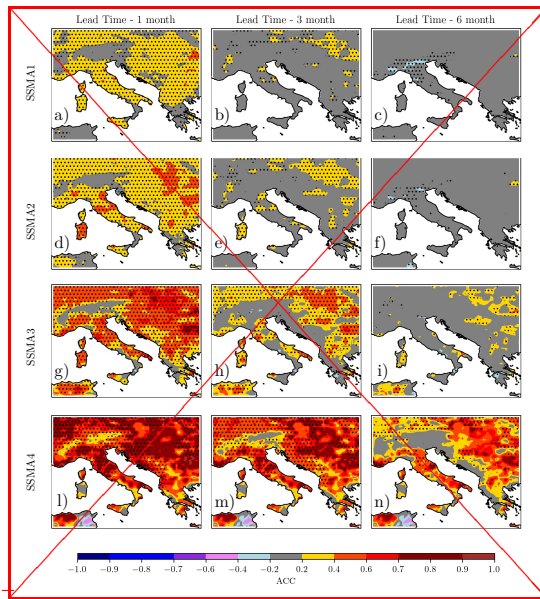 Lead Time - 1 month Lead Time - 3 month Lead Time - 6 month
SSMA1
a) b) c)
SSMA2
d) e) f)
SSMA3
g) h) i)
SSMA4
l) m) n)
−1.0 −0.9 −0.8 −0.7 −0.6 −0.4 −0.2 0.2 0.4 0.6 0.7 0.8 0.9 1.0
ACC